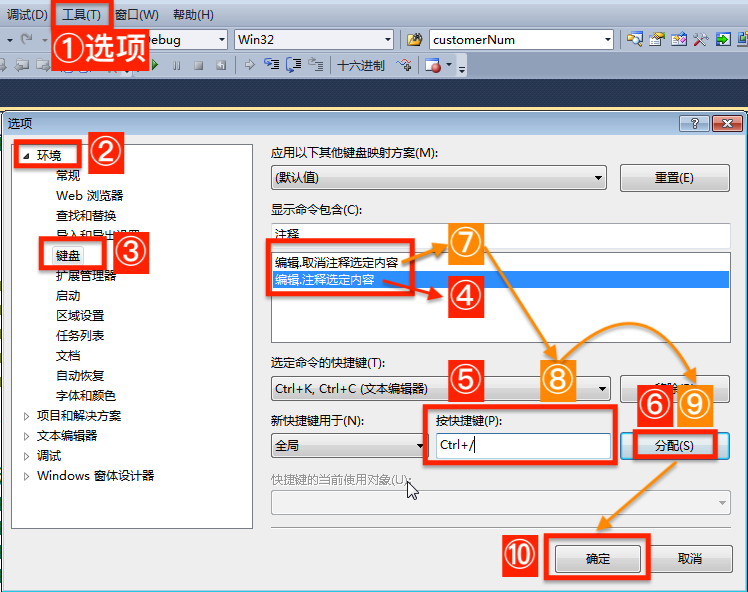 调试(D) 工具(T) 窗口(W) 帮助(H)
①选项 Debug Win32 customerNum
十六进制
选项
② 环境
常规
Web 浏览器
查找和替换
导入和导出设置
③ 键盘
扩展管理器
启动
区域设置
任务列表
文档
自动恢复
字体和颜色
项目和解决方案
文本编辑器
调试
Windows 窗体设计器
应用以下其他键盘映射方案(M):
(默认值) 重置(E)
显示命令包含(C):
注释
编辑.取消注释选定内容 ⑦
编辑.注释选定内容 ④
选定命令的快捷键(T):
Ctrl+K, Ctrl+C (文本编辑器) ⑤ ⑧
⑥ ⑨
新快捷键用于(N): 按快捷键(P):
全局 Ctrl+/ 分配(S)
快捷键的当前使用对象(U):
⑩ 确定 取消